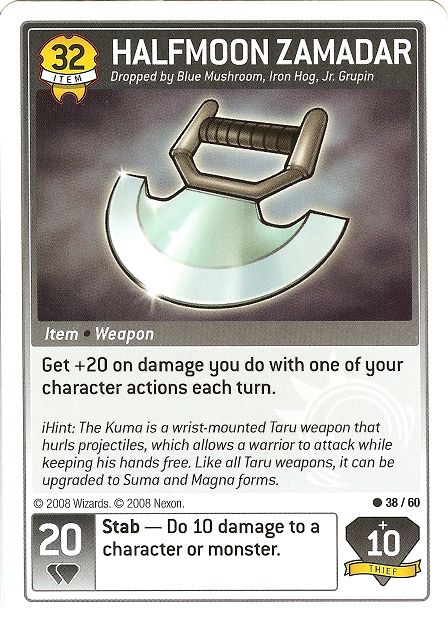 32
ITEM
HALFMOON ZAMADAR
Dropped by Blue Mushroom, Iron Hog, Jr. Grupin
Item • Weapon
Get +20 on damage you do with one of your
character actions each turn.
iHint: The Kuma is a wrist-mounted Taru weapon that
hurls projectiles, which allows a warrior to attack while
keeping his hands free. Like all Taru weapons, it can be
upgraded to Suma and Magna forms.
© 2008 Wizards. © 2008 Nexon.
● 38 / 60
20
Stab — Do 10 damage to a
character or monster.
+
10
THIEF